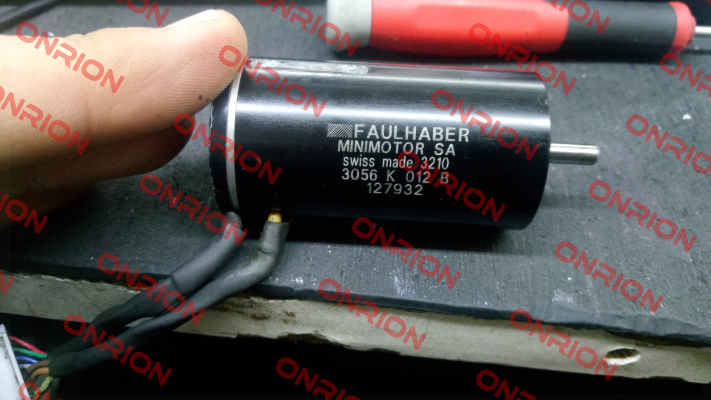 FAULHABER
MINIMOTOR SA
swiss made 3210
3056 K 012 B
127932
ONRION